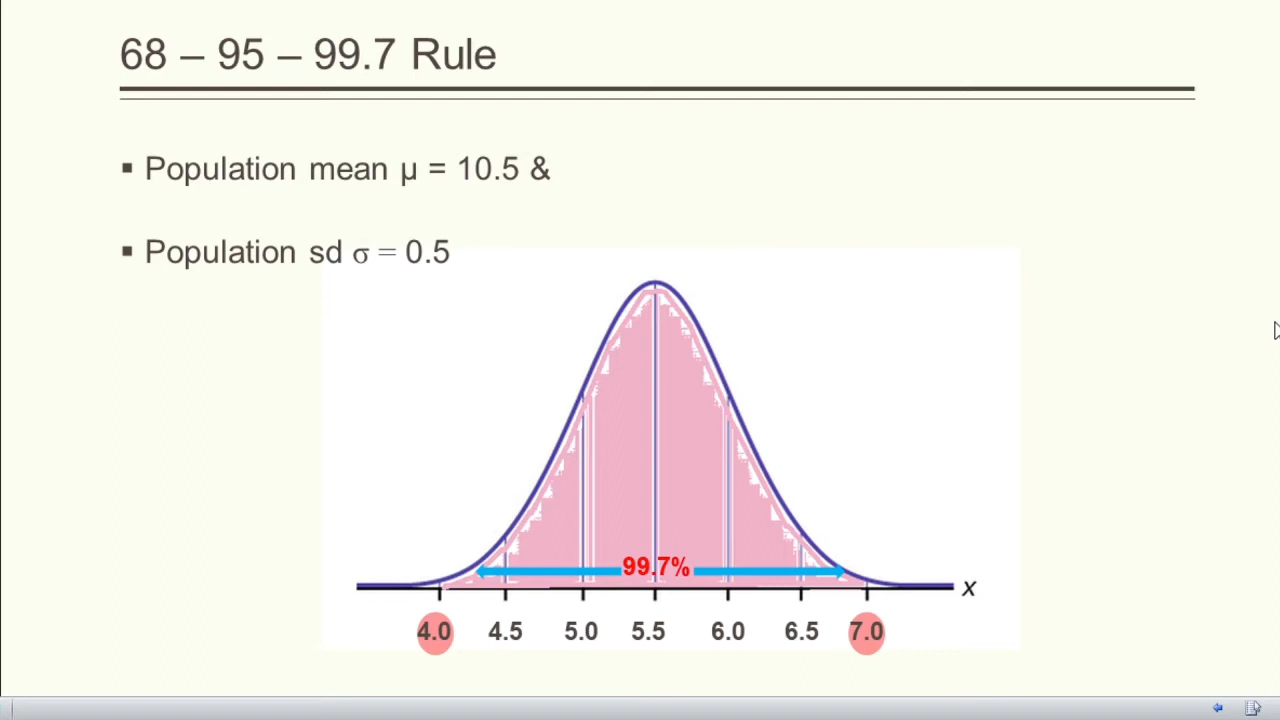 68 – 95 – 99.7 Rule
▪ Population mean μ = 10.5 &
▪ Population sd σ = 0.5
99.7%
x
4.0 4.5 5.0 5.5 6.0 6.5 7.0